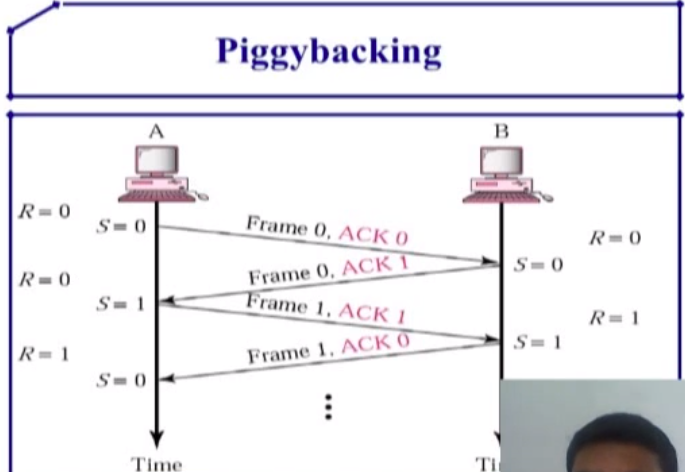 Piggybacking
A
B
R = 0
S = 0
Frame 0, ACK 0
R = 0
Frame 0, ACK 1
S = 0
R = 0
S = 1
Frame 1, ACK 1
R = 1
R = 1
Frame 1, ACK 0
S = 1
S = 0
Time
Ti